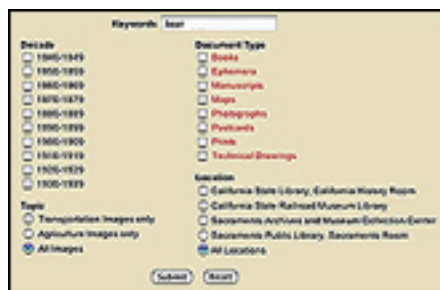 Keywords:
Decade
1840-1849
1850-1859
1860-1869
1870-1879
1880-1889
1890-1899
1900-1909
1910-1919
1920-1929
1930-1939
Topic
Transportation Images only
Agriculture Images only
All Images
Document Type
Books
Ephemera
Manuscripts
Maps
Photographs
Postcards
Prints
Technical Drawings
Location
California State Library, California History Room
California State Railroad Museum Library
Sacramento Archives and Museum Collection Center
Sacramento Public Library, Sacramento Room
All Locations
Submit Reset